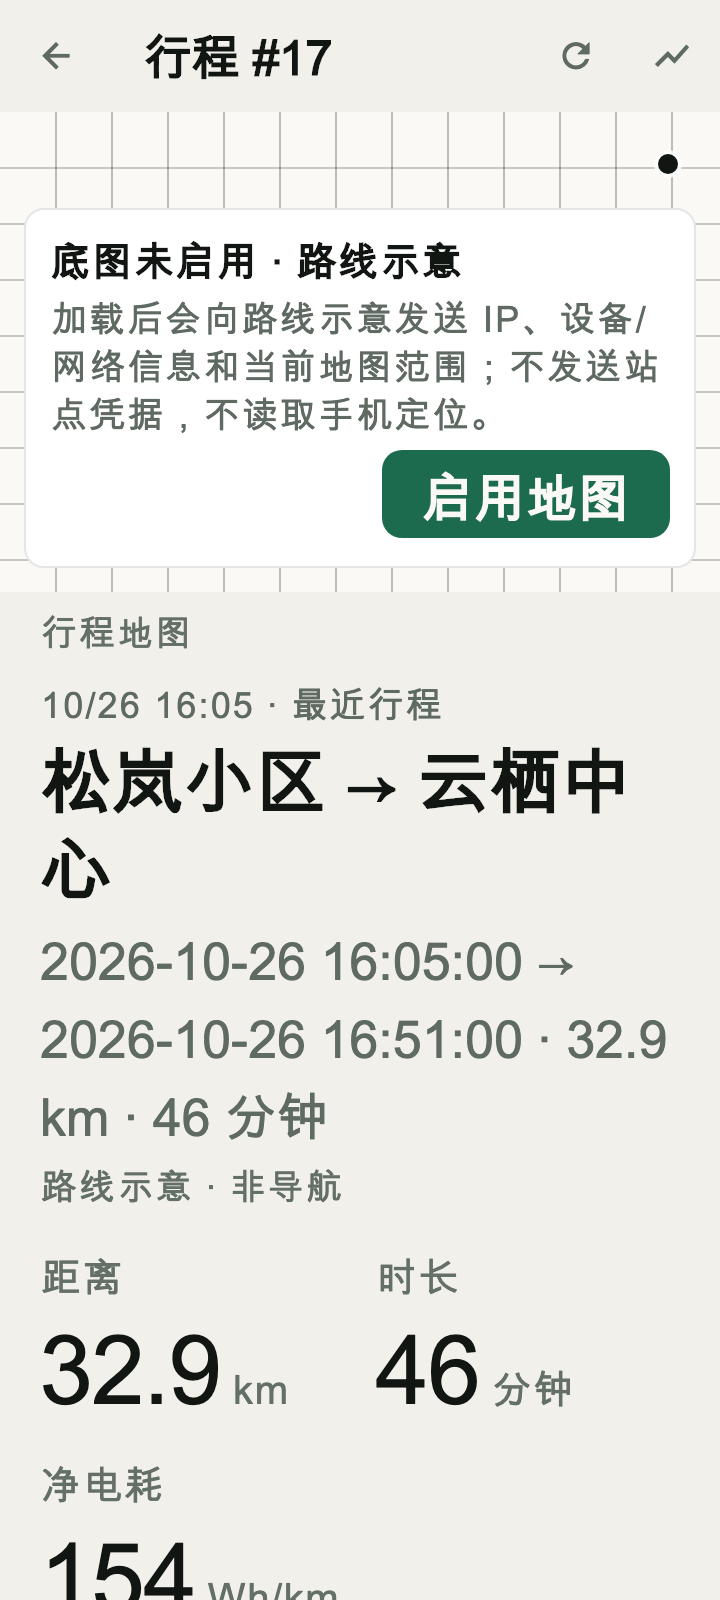 行程 #17
底图未启用 · 路线示意
加载后会向路线示意发送 IP、设备/
网络信息和当前地图范围；不发送站
点凭据，不读取手机定位。
启用地图
行程地图
10/26 16:05 · 最近行程
松岚小区 → 云栖中
心
2026-10-26 16:05:00 →
2026-10-26 16:51:00 · 32.9
km · 46 分钟
路线示意 · 非导航
距离
时长
32.9 km
46 分钟
净电耗
154 Wh/km